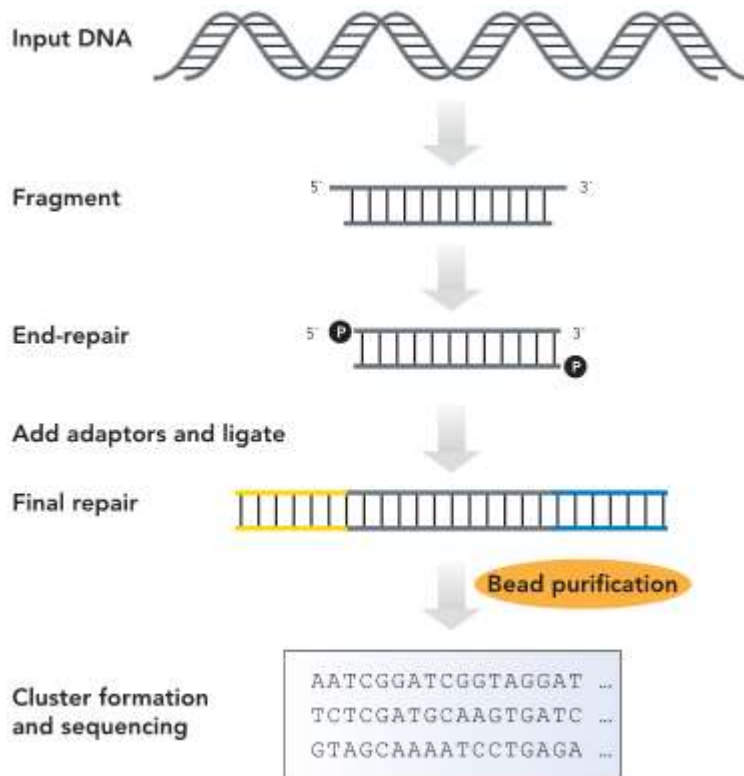 Input DNA
Fragment
5´ 3´
End-repair
5´ P 3´
P
Add adaptors and ligate
Final repair
Bead purification
Cluster formation
and sequencing
AATCGGATCGGTAGGAT ...
TCTCGATGCAAGTGATC ...
GTAGCAAAATCCTGAGA ...